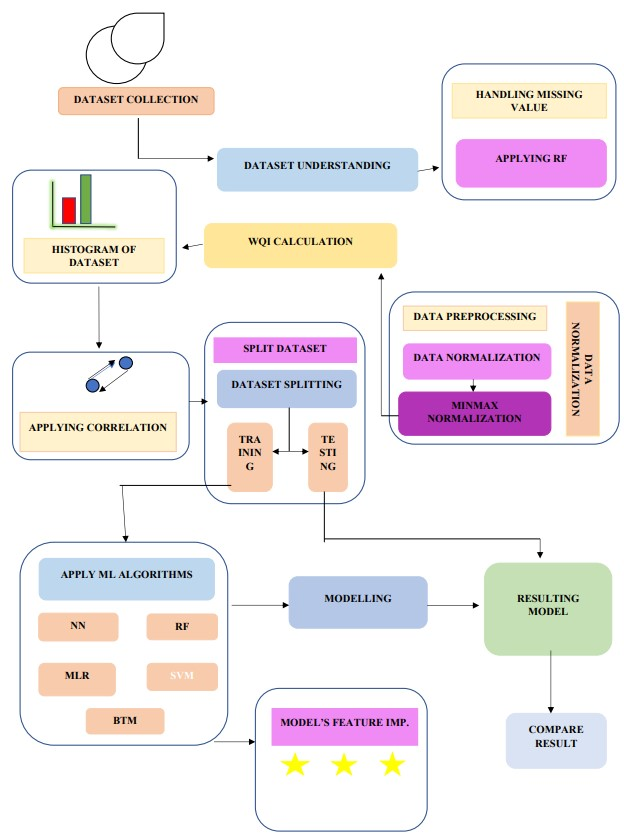 DATASET COLLECTION
HANDLING MISSING
VALUE
APPLYING RF
DATASET UNDERSTANDING
WQI CALCULATION
HISTOGRAM OF
DATASET
DATA PREPROCESSING
DATA NORMALIZATION
MINMAX
NORMALIZATION
DATA
NORMALIZATION
APPLYING CORRELATION
SPLIT DATASET
DATASET SPLITTING
TRA
ININ
G
TE
STI
NG
APPLY ML ALGORITHMS
NN
RF
MLR
SVM
BTM
MODELLING
RESULTING
MODEL
MODEL'S FEATURE IMP.
COMPARE
RESULT